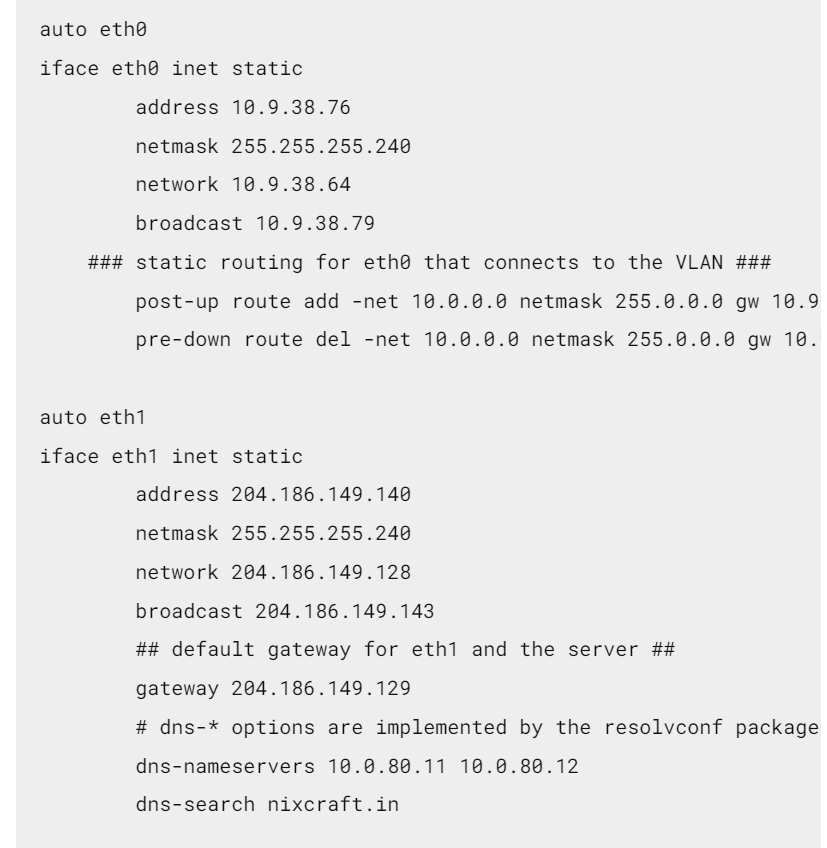 auto eth0
iface eth0 inet static
        address 10.9.38.76
        netmask 255.255.255.240
        network 10.9.38.64
        broadcast 10.9.38.79
    ### static routing for eth0 that connects to the VLAN ###
        post-up route add -net 10.0.0.0 netmask 255.0.0.0 gw 10.9
        pre-down route del -net 10.0.0.0 netmask 255.0.0.0 gw 10.

auto eth1
iface eth1 inet static
        address 204.186.149.140
        netmask 255.255.255.240
        network 204.186.149.128
        broadcast 204.186.149.143
        ## default gateway for eth1 and the server ##
        gateway 204.186.149.129
        # dns-* options are implemented by the resolvconf package
        dns-nameservers 10.0.80.11 10.0.80.12
        dns-search nixcraft.in